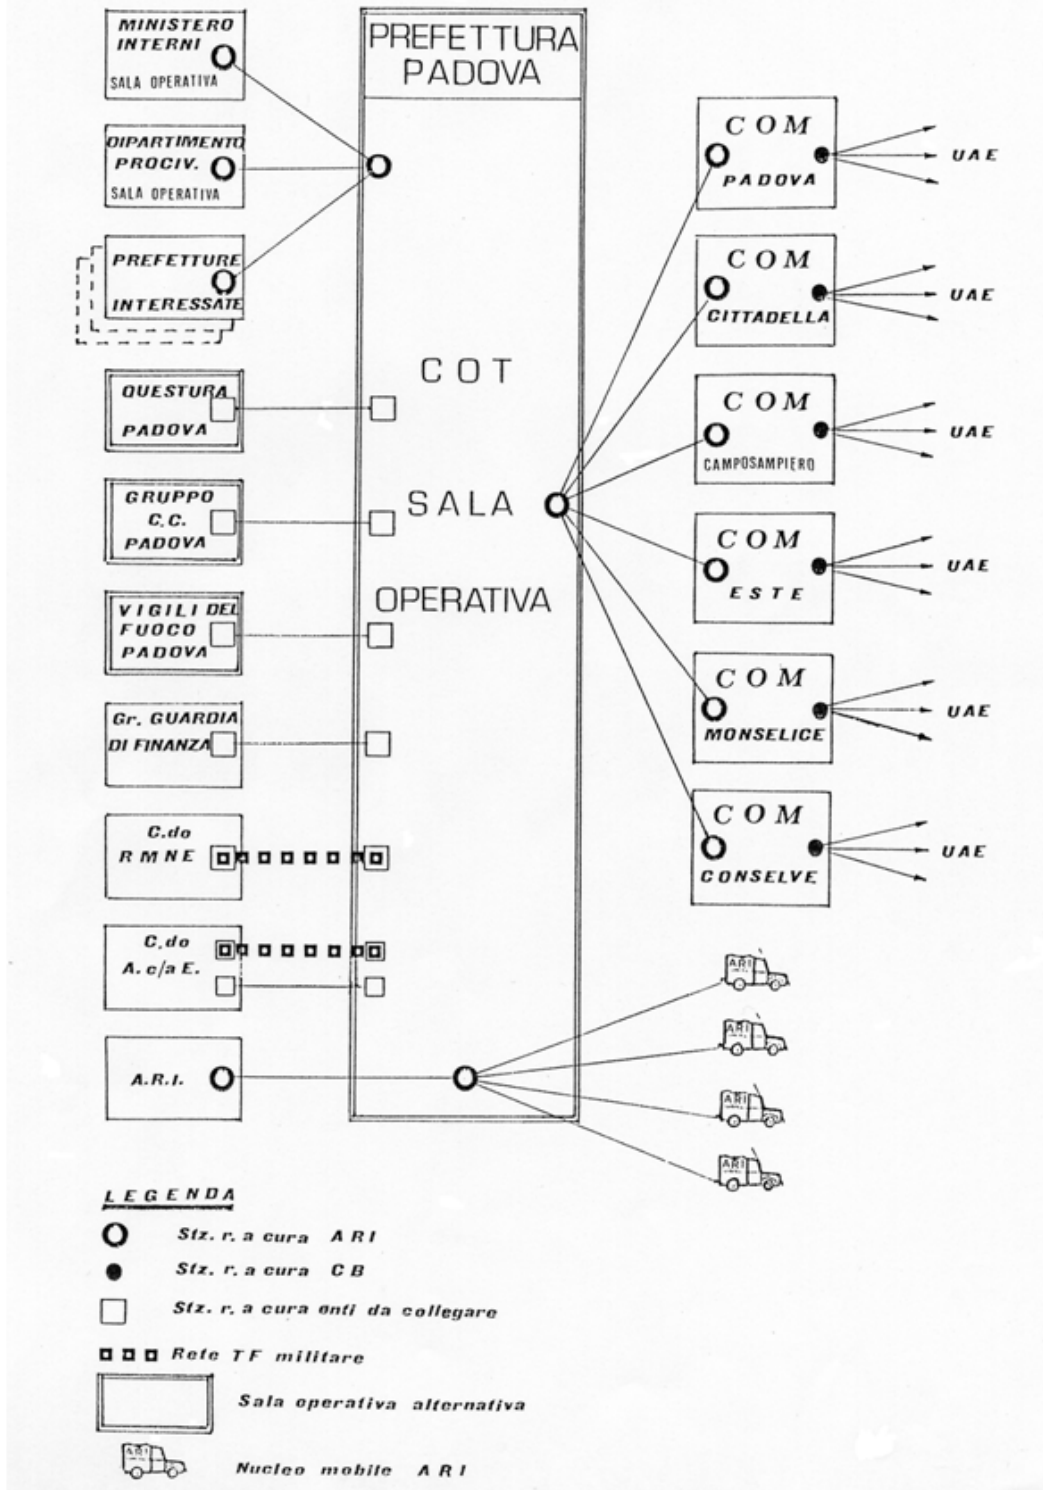 MINISTERO
INTERNI
SALA OPERATIVA
DIPARTIMENTO
PROCIV.
SALA OPERATIVA
PREFETTURE
INTERESSATE
QUESTURA
PADOVA
GRUPPO
C.C.
PADOVA
VIGILI DEL
FUOCO
PADOVA
Gr. GUARDIA
DI FINANZA
C.do
RMNE
C.do
A.c/a E.
A.R.I.
PREFETTURA
PADOVA
COT
SALA
OPERATIVA
COM
PADOVA
UAE
COM
CITTADELLA
UAE
COM
CAMPOSAMPIERO
UAE
COM
ESTE
UAE
COM
MONSELICE
UAE
COM
CONSELVE
UAE
ARI
ARI
ARI
ARI
LEGENDA
Stz. r. a cura ARI
Stz. r. a cura CB
Stz. r. a cura enti da collegare
Rete TF militare
Sala operativa alternativa
ARI
Nucleo mobile ARI